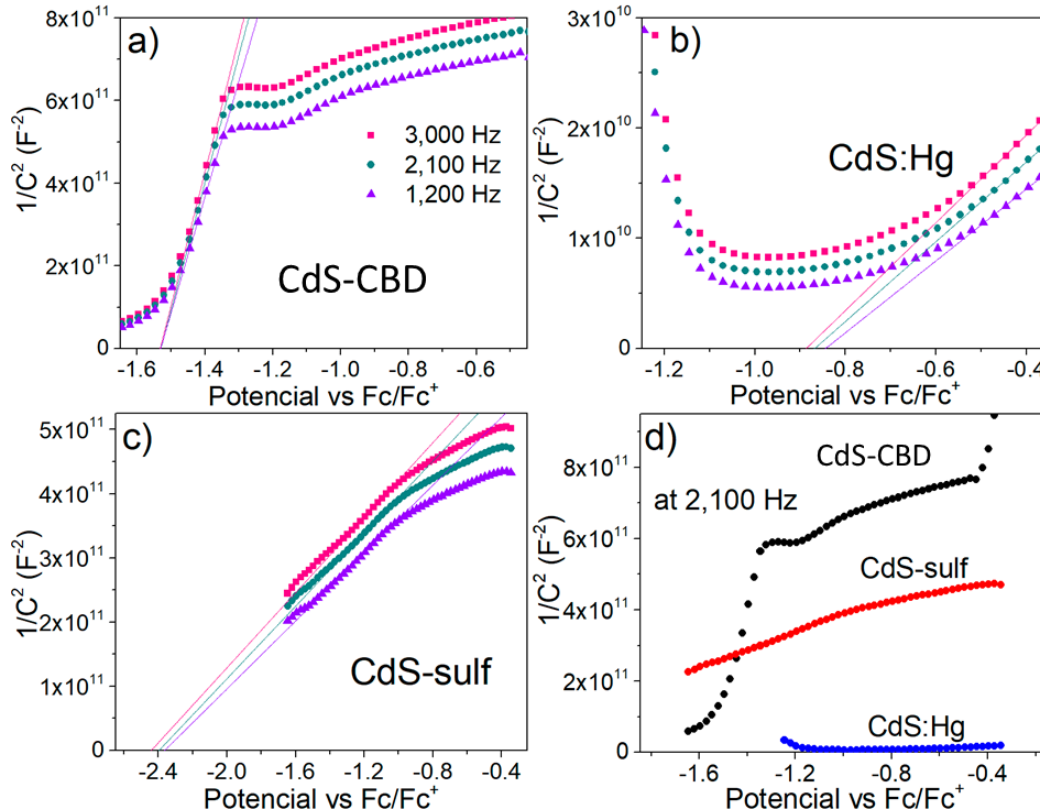 a)
8x10¹¹
6x10¹¹
4x10¹¹
2x10¹¹
0
1/C² (F⁻²)
3,000 Hz
2,100 Hz
1,200 Hz
CdS-CBD
-1.6 -1.4 -1.2 -1.0 -0.8 -0.6
Potencial vs Fc/Fc⁺
b)
3x10¹⁰
2x10¹⁰
1x10¹⁰
0
1/C² (F⁻²)
CdS:Hg
-1.2 -1.0 -0.8 -0.6 -0.4
Potencial vs Fc/Fc⁺
c)
5x10¹¹
4x10¹¹
3x10¹¹
2x10¹¹
1x10¹¹
0
1/C² (F⁻²)
CdS-sulf
-2.4 -2.0 -1.6 -1.2 -0.8 -0.4
Potencial vs Fc/Fc⁺
d)
8x10¹¹
6x10¹¹
4x10¹¹
2x10¹¹
0
1/C² (F⁻²)
CdS-CBD
at 2,100 Hz
CdS-sulf
CdS:Hg
-1.6 -1.2 -0.8 -0.4
Potencial vs Fc/Fc⁺